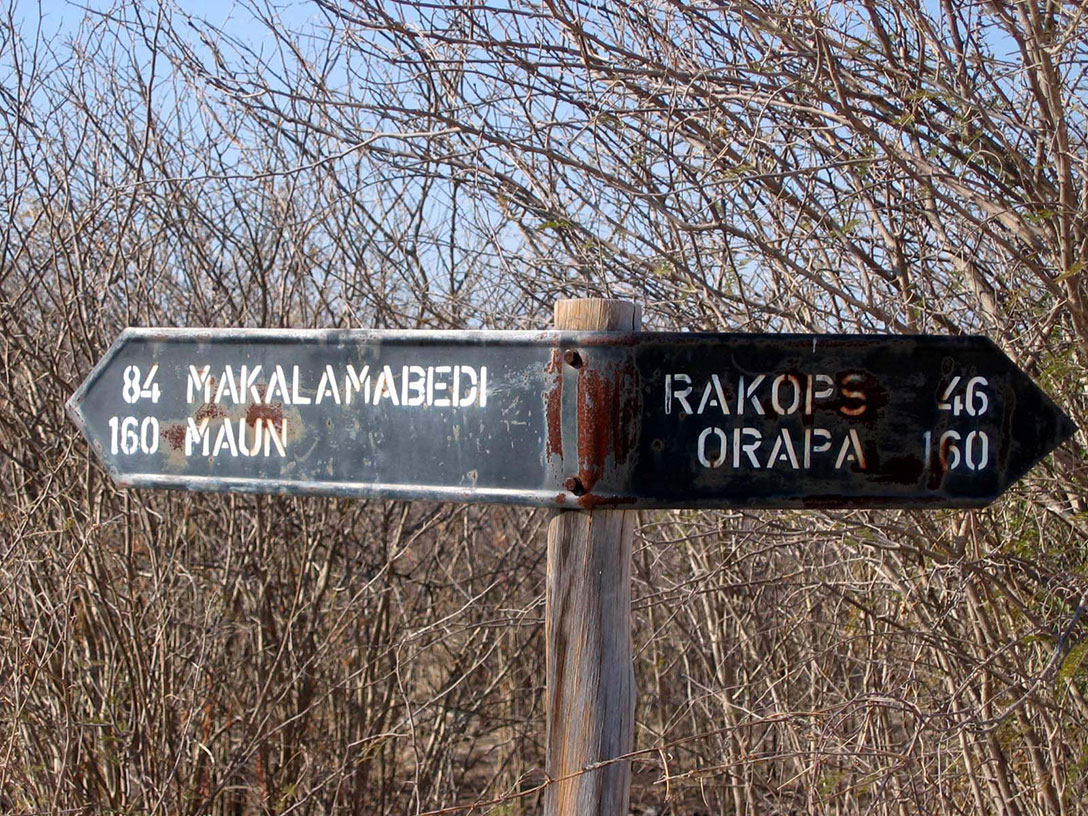 84 MAKALAMABEDI
160 MAUN
RAKOPS 46
ORAPA 160